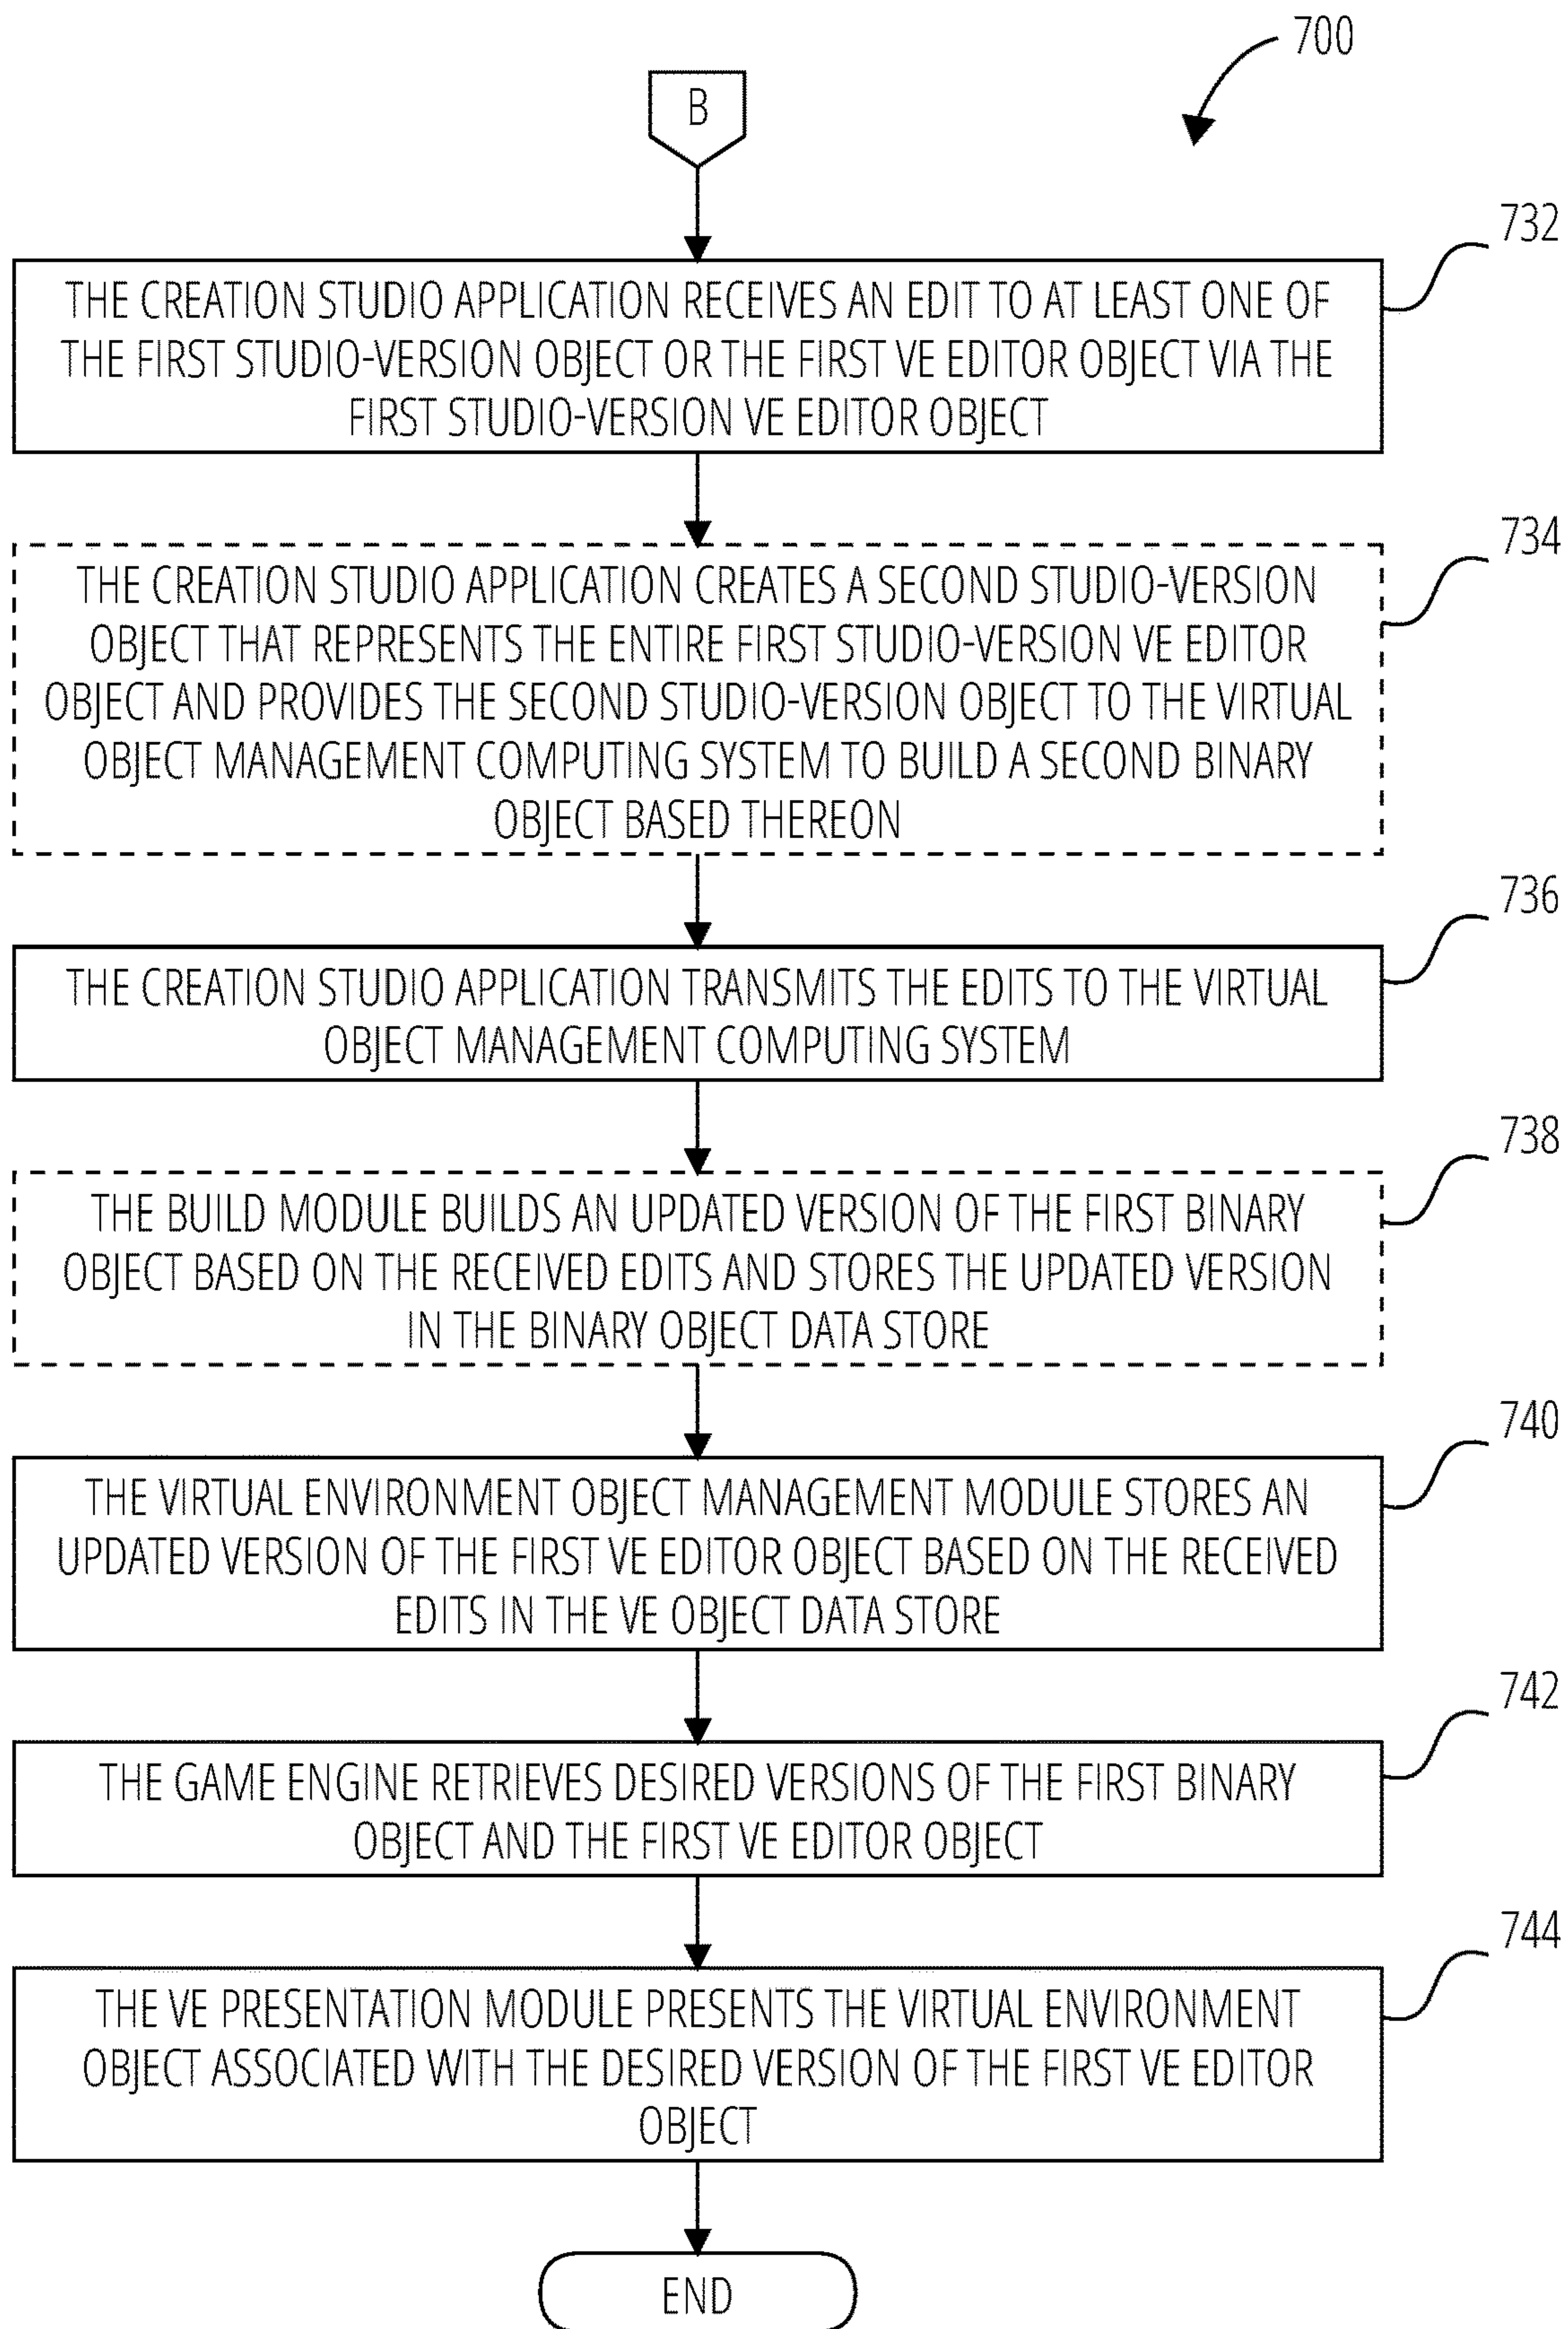 700
B
732
THE CREATION STUDIO APPLICATION RECEIVES AN EDIT TO AT LEAST ONE OF
THE FIRST STUDIO-VERSION OBJECT OR THE FIRST VE EDITOR OBJECT VIA THE
FIRST STUDIO-VERSION VE EDITOR OBJECT
734
THE CREATION STUDIO APPLICATION CREATES A SECOND STUDIO-VERSION
OBJECT THAT REPRESENTS THE ENTIRE FIRST STUDIO-VERSION VE EDITOR
OBJECT AND PROVIDES THE SECOND STUDIO-VERSION OBJECT TO THE VIRTUAL
OBJECT MANAGEMENT COMPUTING SYSTEM TO BUILD A SECOND BINARY
OBJECT BASED THEREON
736
THE CREATION STUDIO APPLICATION TRANSMITS THE EDITS TO THE VIRTUAL
OBJECT MANAGEMENT COMPUTING SYSTEM
738
THE BUILD MODULE BUILDS AN UPDATED VERSION OF THE FIRST BINARY
OBJECT BASED ON THE RECEIVED EDITS AND STORES THE UPDATED VERSION
IN THE BINARY OBJECT DATA STORE
740
THE VIRTUAL ENVIRONMENT OBJECT MANAGEMENT MODULE STORES AN
UPDATED VERSION OF THE FIRST VE EDITOR OBJECT BASED ON THE RECEIVED
EDITS IN THE VE OBJECT DATA STORE
742
THE GAME ENGINE RETRIEVES DESIRED VERSIONS OF THE FIRST BINARY
OBJECT AND THE FIRST VE EDITOR OBJECT
744
THE VE PRESENTATION MODULE PRESENTS THE VIRTUAL ENVIRONMENT
OBJECT ASSOCIATED WITH THE DESIRED VERSION OF THE FIRST VE EDITOR
OBJECT
END